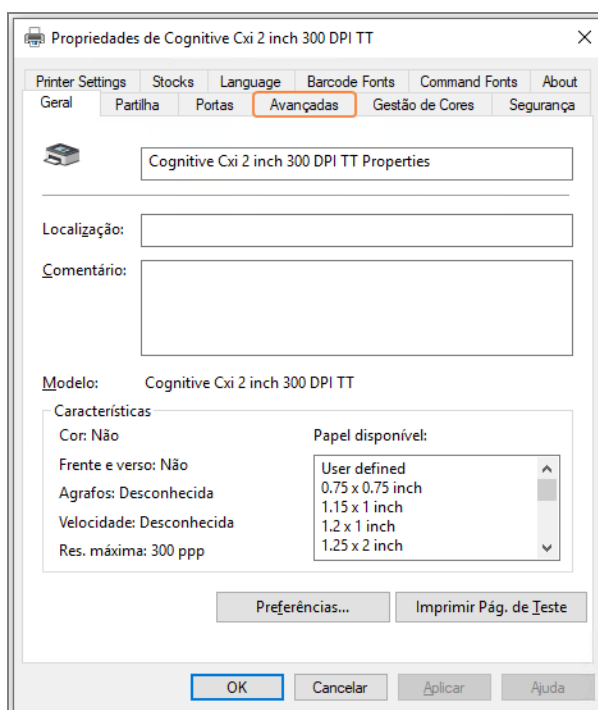 Propriedades de Cognitive Cxi 2 inch 300 DPI TT
Printer Settings Stocks Language Barcode Fonts Command Fonts About
Geral Partilha Portas Avançadas Gestão de Cores Segurança
Cognitive Cxi 2 inch 300 DPI TT Properties
Localização:
Comentário:
Modelo: Cognitive Cxi 2 inch 300 DPI TT
Características
Cor: Não
Frente e verso: Não
Agrafos: Desconhecida
Velocidade: Desconhecida
Res. máxima: 300 ppp
Papel disponível:
User defined
0.75 x 0.75 inch
1.15 x 1 inch
1.2 x 1 inch
1.25 x 2 inch
Preferências... Imprimir Pág. de Teste
OK Cancelar Aplicar Ajuda